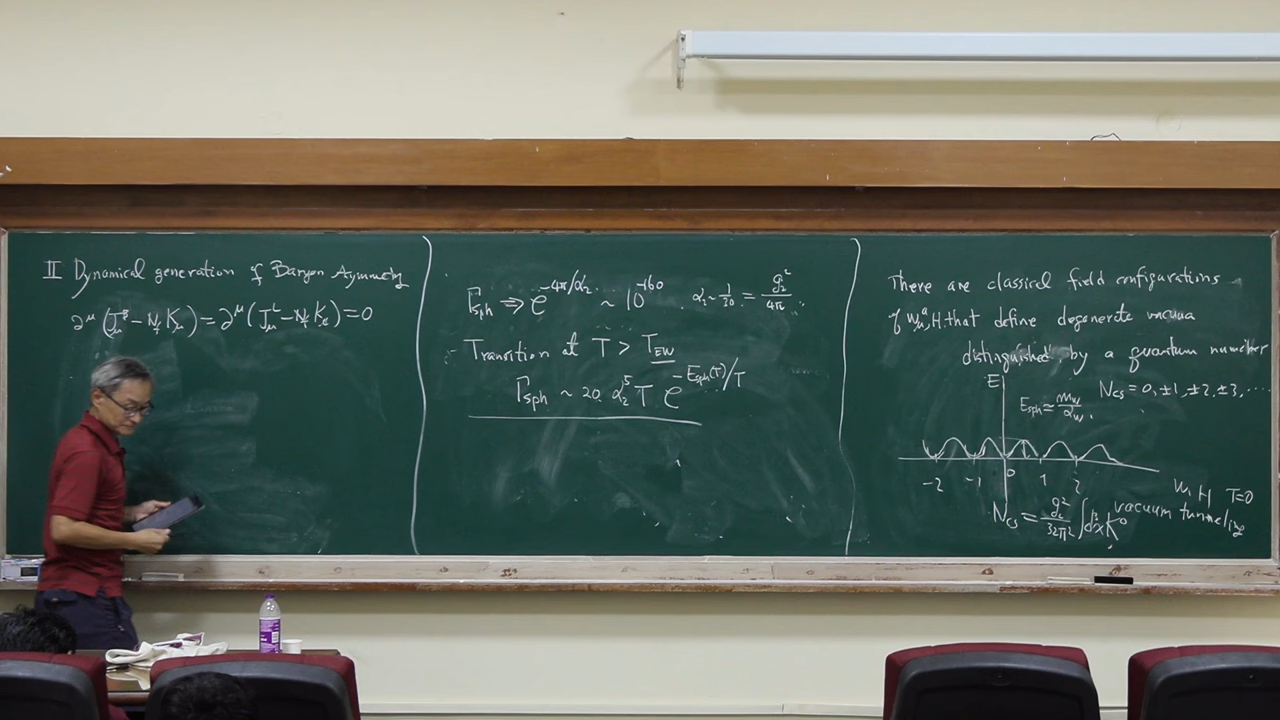 II Dynamical generation of Baryon Asymmetry
∂^μ (J_μ^B - N_f K_μ) = ∂^μ (J_μ^L - N_f K_μ) = 0
Γ_sph ⇒ e^{-4π/α_2} ~ 10^{-160} α_2 ~ 1/30 = g_2^2/4π
Transition at T > T_EW
Γ_sph ~ 20 α_2^5 T e^{-E_sph(T)/T}
There are classical field configurations
of W_μ^a, H that define degenerate vacua
distinguished by a quantum number
E N_CS = 0, ±1, ±2, ±3, ....
E_sph ≃ m_W/α_W
-2 -1 0 1 2
W, H T=0
N_CS = g_2^2/32π^2 ∫d^3x K^0 vacuum tunneling